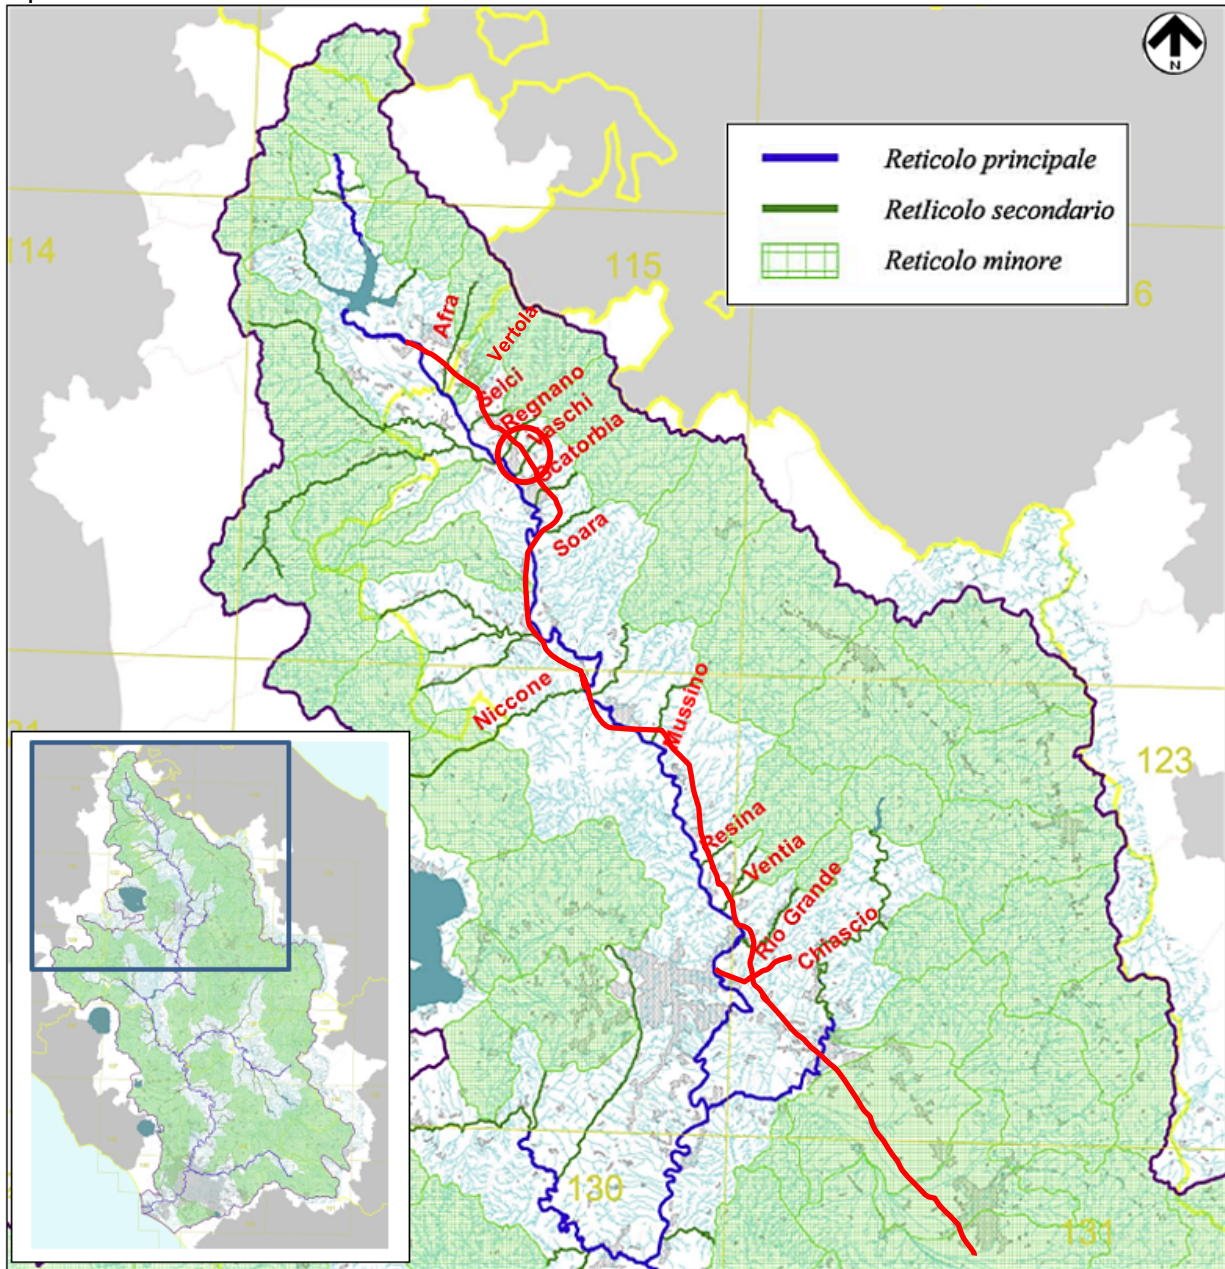 N
Reticolo principale
RetIicolo secondario
Reticolo minore
114
115
6
Afra
Vertola
Selci
Regnano
Vaschi
Scatorbia
Soara
Niccone
Mussino
123
Resina
Ventia
Rio Grande
Chiascio
130
131